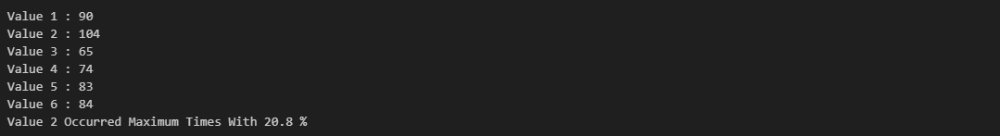 Value 1 : 90
Value 2 : 104
Value 3 : 65
Value 4 : 74
Value 5 : 83
Value 6 : 84
Value 2 Occurred Maximum Times With 20.8 %